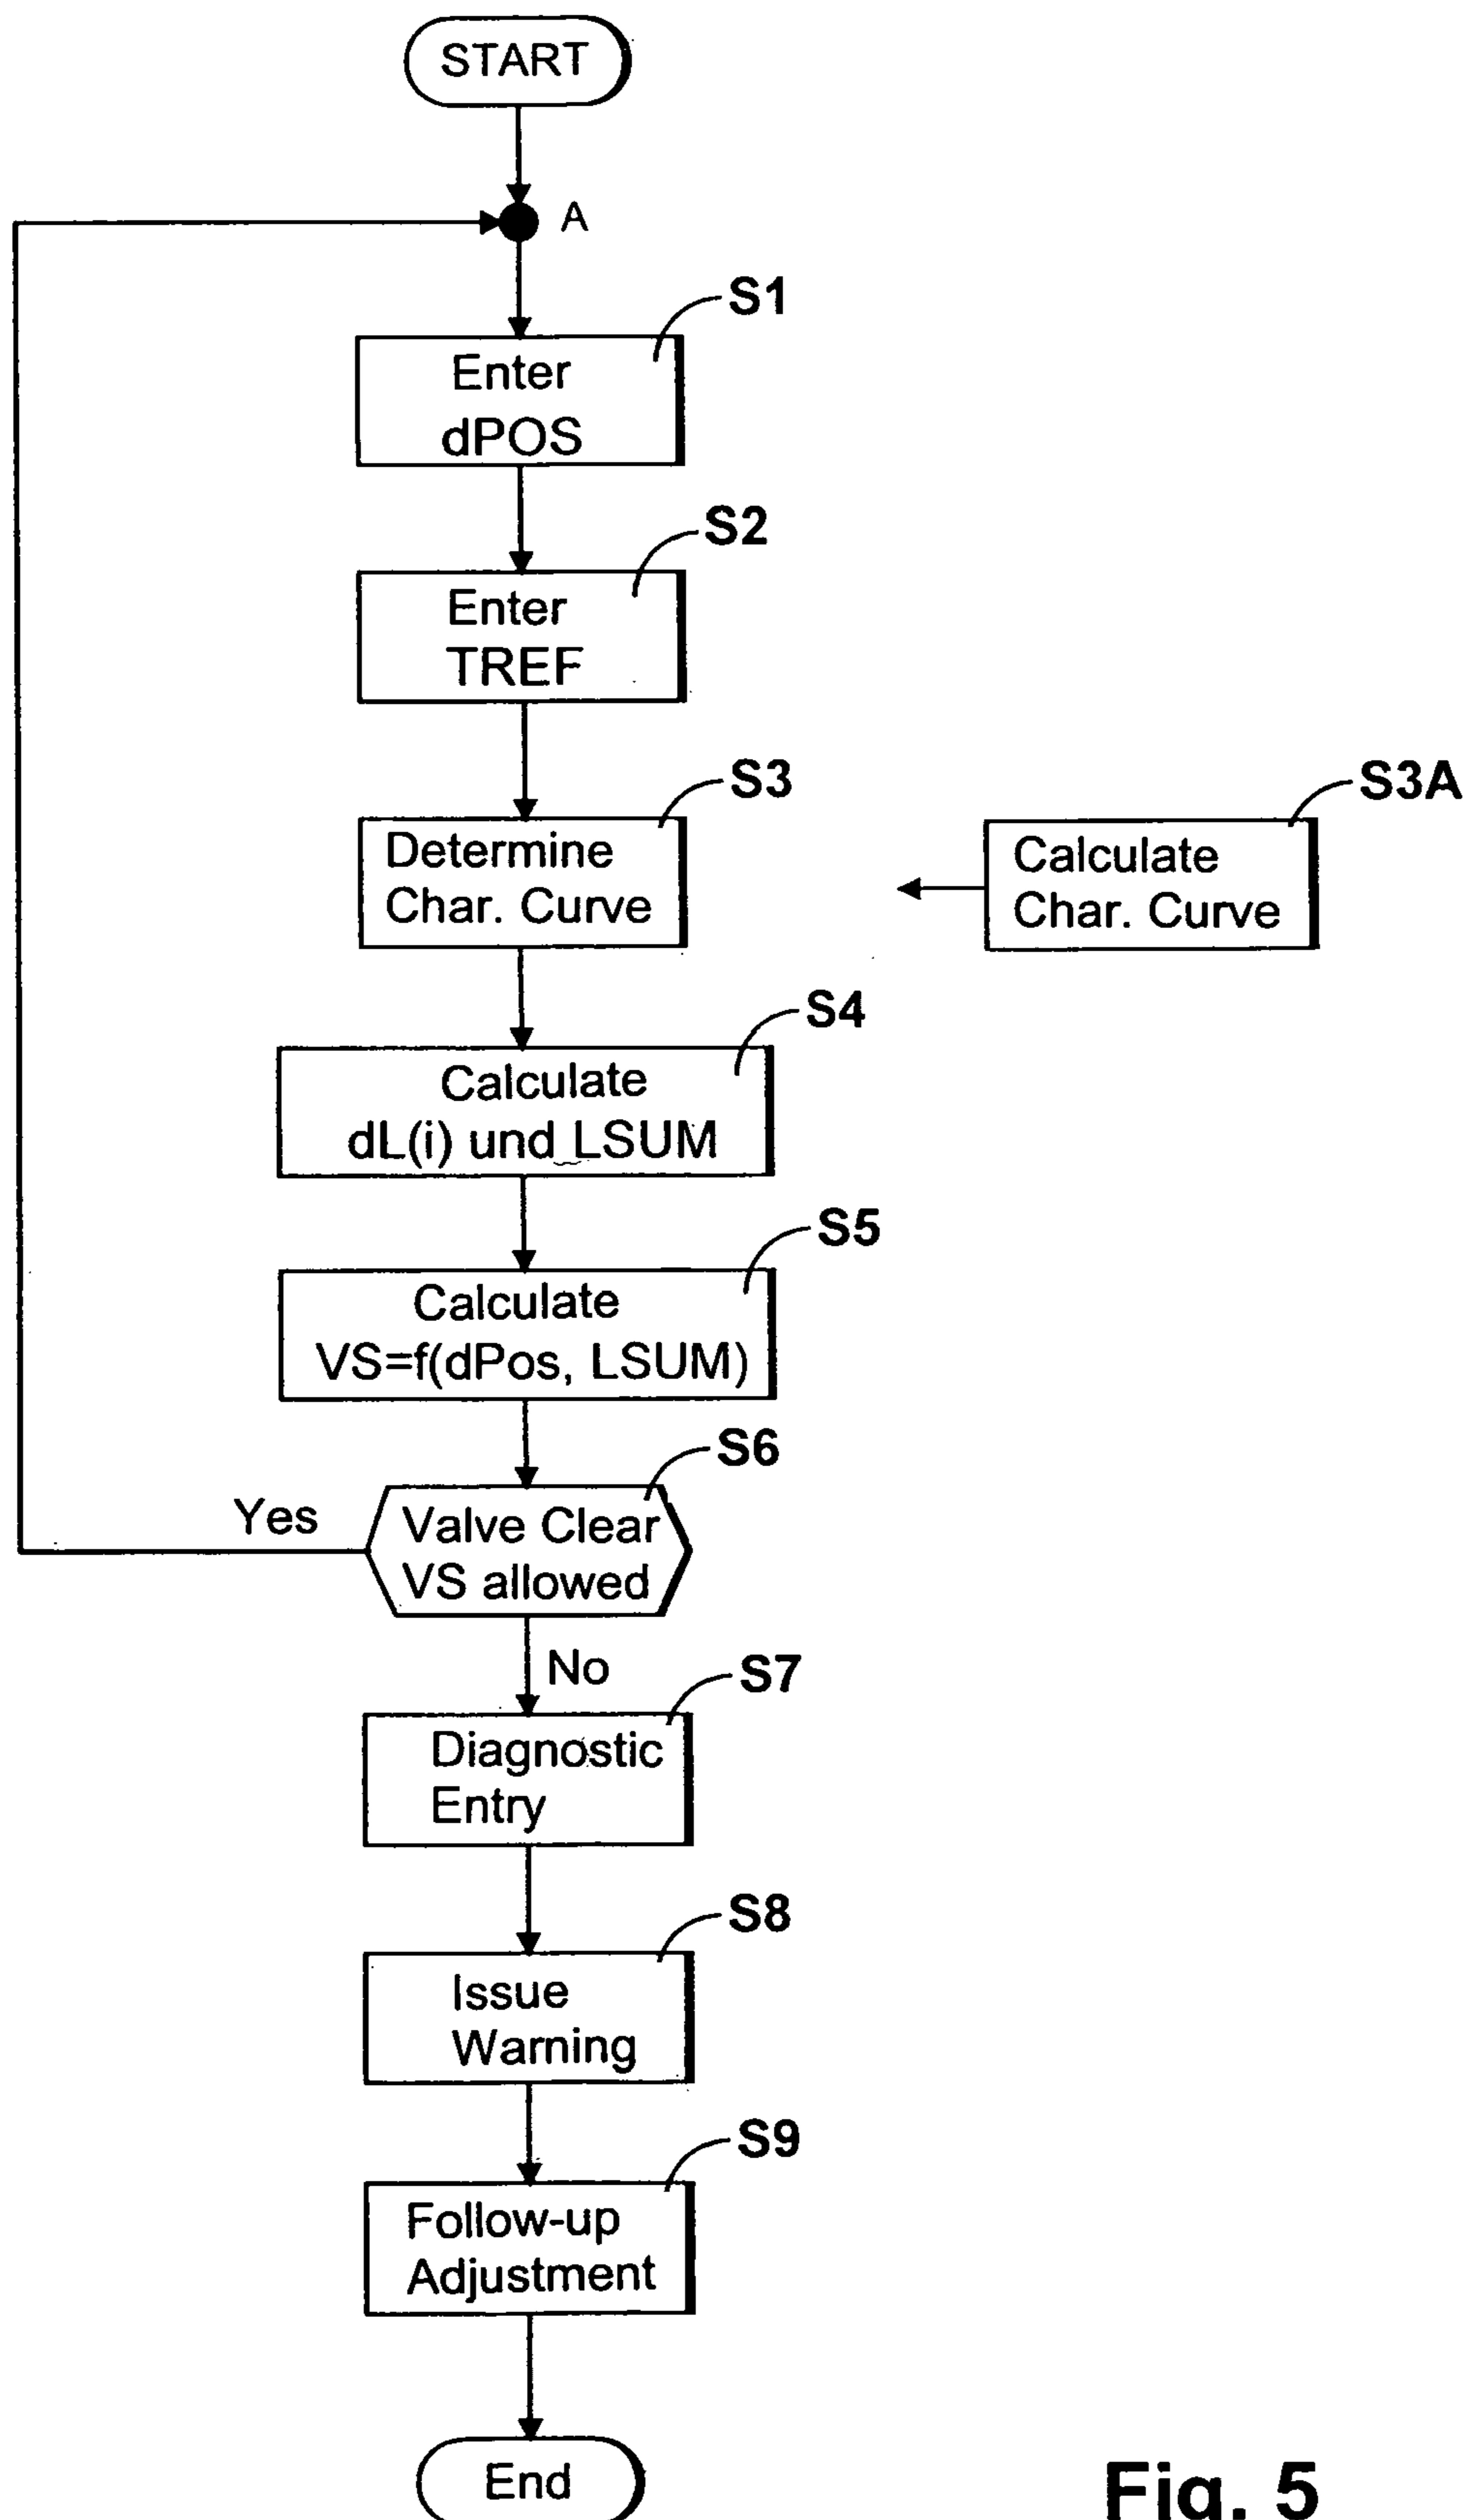 START
A
S1
Enter
dPOS
S2
Enter
TREF
S3
Determine
Char. Curve
S3A
Calculate
Char. Curve
S4
Calculate
dL(i) und LSUM
S5
Calculate
VS=f(dPos, LSUM)
S6
Valve Clear
VS allowed
Yes
No
S7
Diagnostic
Entry
S8
Issue
Warning
S9
Follow-up
Adjustment
End
Fig. 5